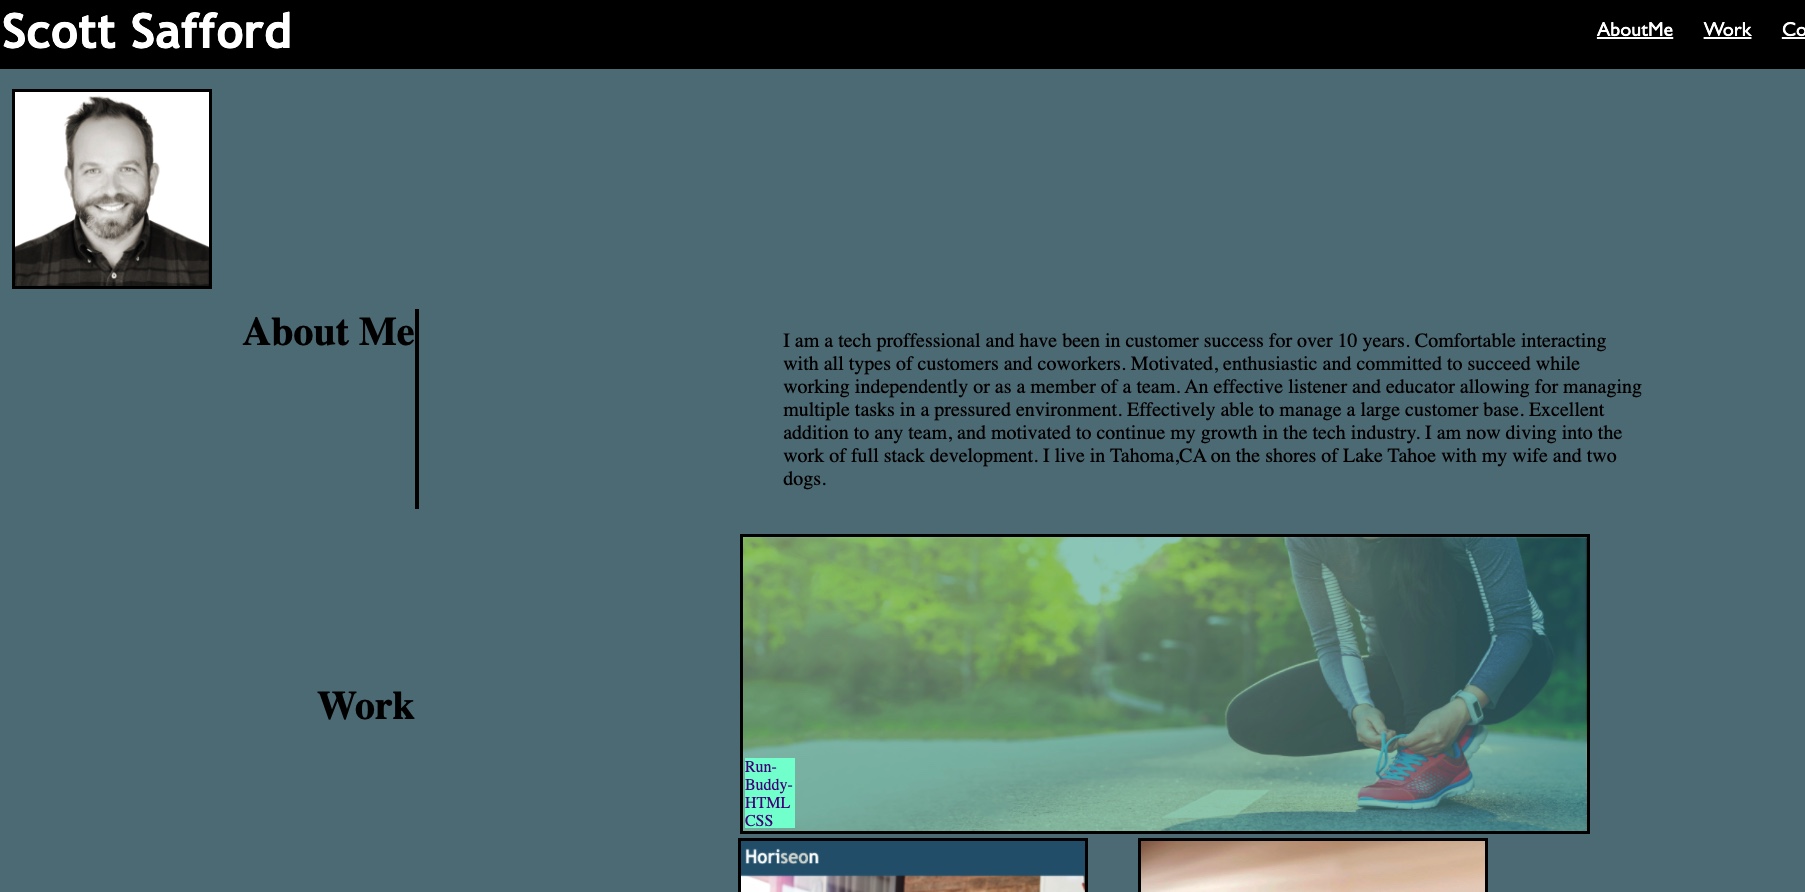 Scott Safford
AboutMe Work Co
About Me
I am a tech proffessional and have been in customer success for over 10 years. Comfortable interacting
with all types of customers and coworkers. Motivated, enthusiastic and committed to succeed while
working independently or as a member of a team. An effective listener and educator allowing for managing
multiple tasks in a pressured environment. Effectively able to manage a large customer base. Excellent
addition to any team, and motivated to continue my growth in the tech industry. I am now diving into the
work of full stack development. I live in Tahoma,CA on the shores of Lake Tahoe with my wife and two
dogs.
Work
Run-
Buddy-
HTML
CSS
Horiseon